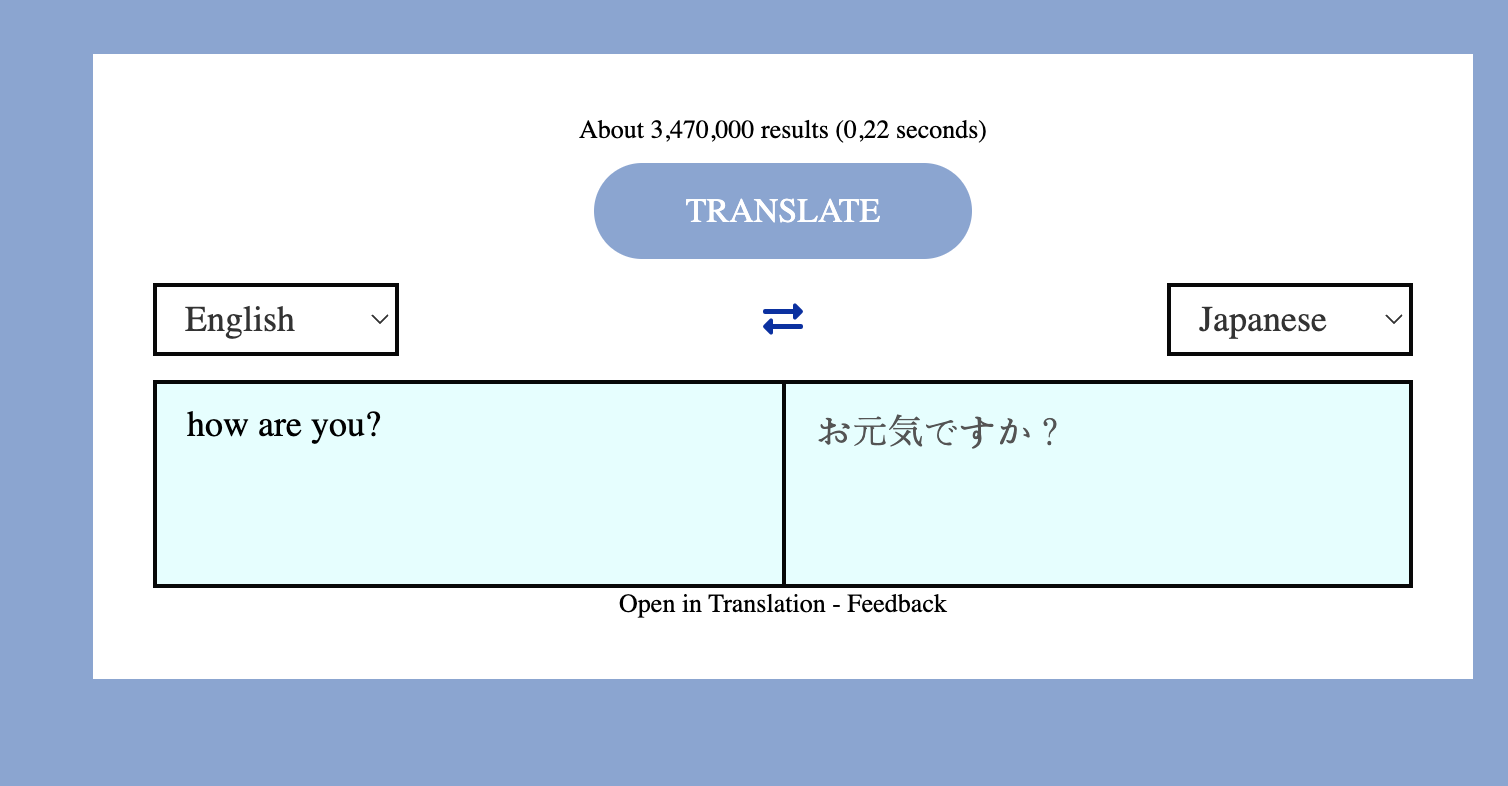 About 3,470,000 results (0,22 seconds)
TRANSLATE
English
Japanese
how are you?
お元気ですか？
Open in Translation - Feedback